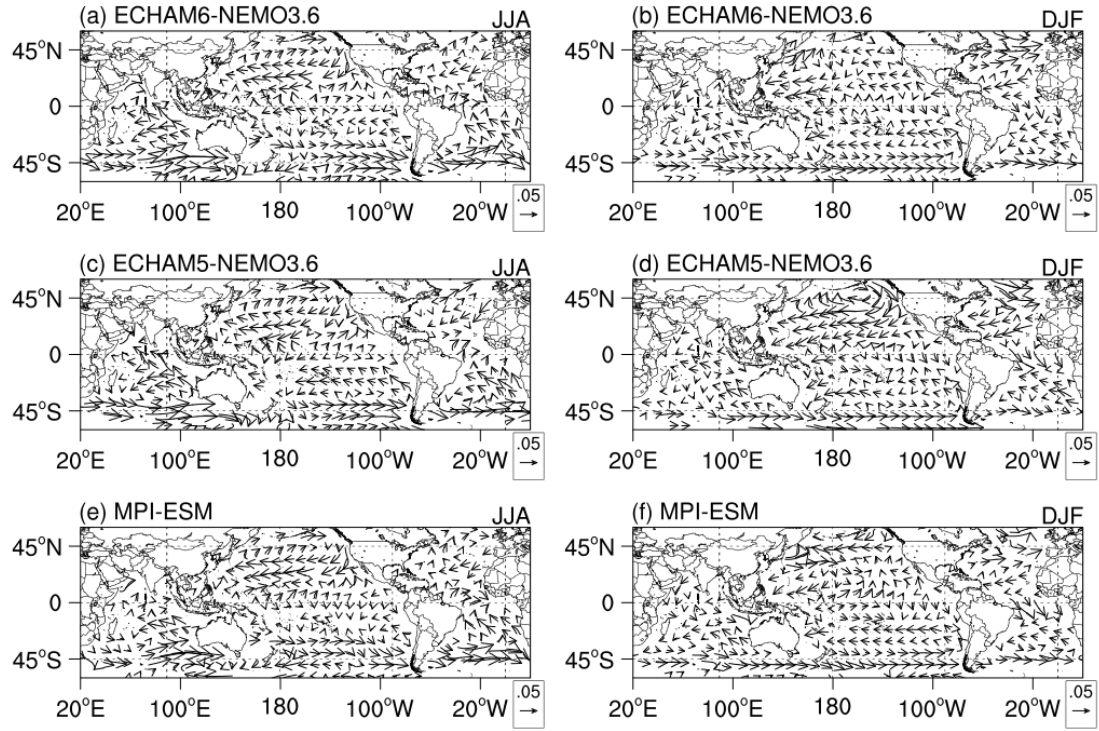 (a) ECHAM6-NEMO3.6 JJA
45°N
0
45°S
20°E 100°E 180 100°W 20°W
.05
(b) ECHAM6-NEMO3.6 DJF
45°N
0
45°S
20°E 100°E 180 100°W 20°W
.05
(c) ECHAM5-NEMO3.6 JJA
45°N
0
45°S
20°E 100°E 180 100°W 20°W
.05
(d) ECHAM5-NEMO3.6 DJF
45°N
0
45°S
20°E 100°E 180 100°W 20°W
.05
(e) MPI-ESM JJA
45°N
0
45°S
20°E 100°E 180 100°W 20°W
.05
(f) MPI-ESM DJF
45°N
0
45°S
20°E 100°E 180 100°W 20°W
.05